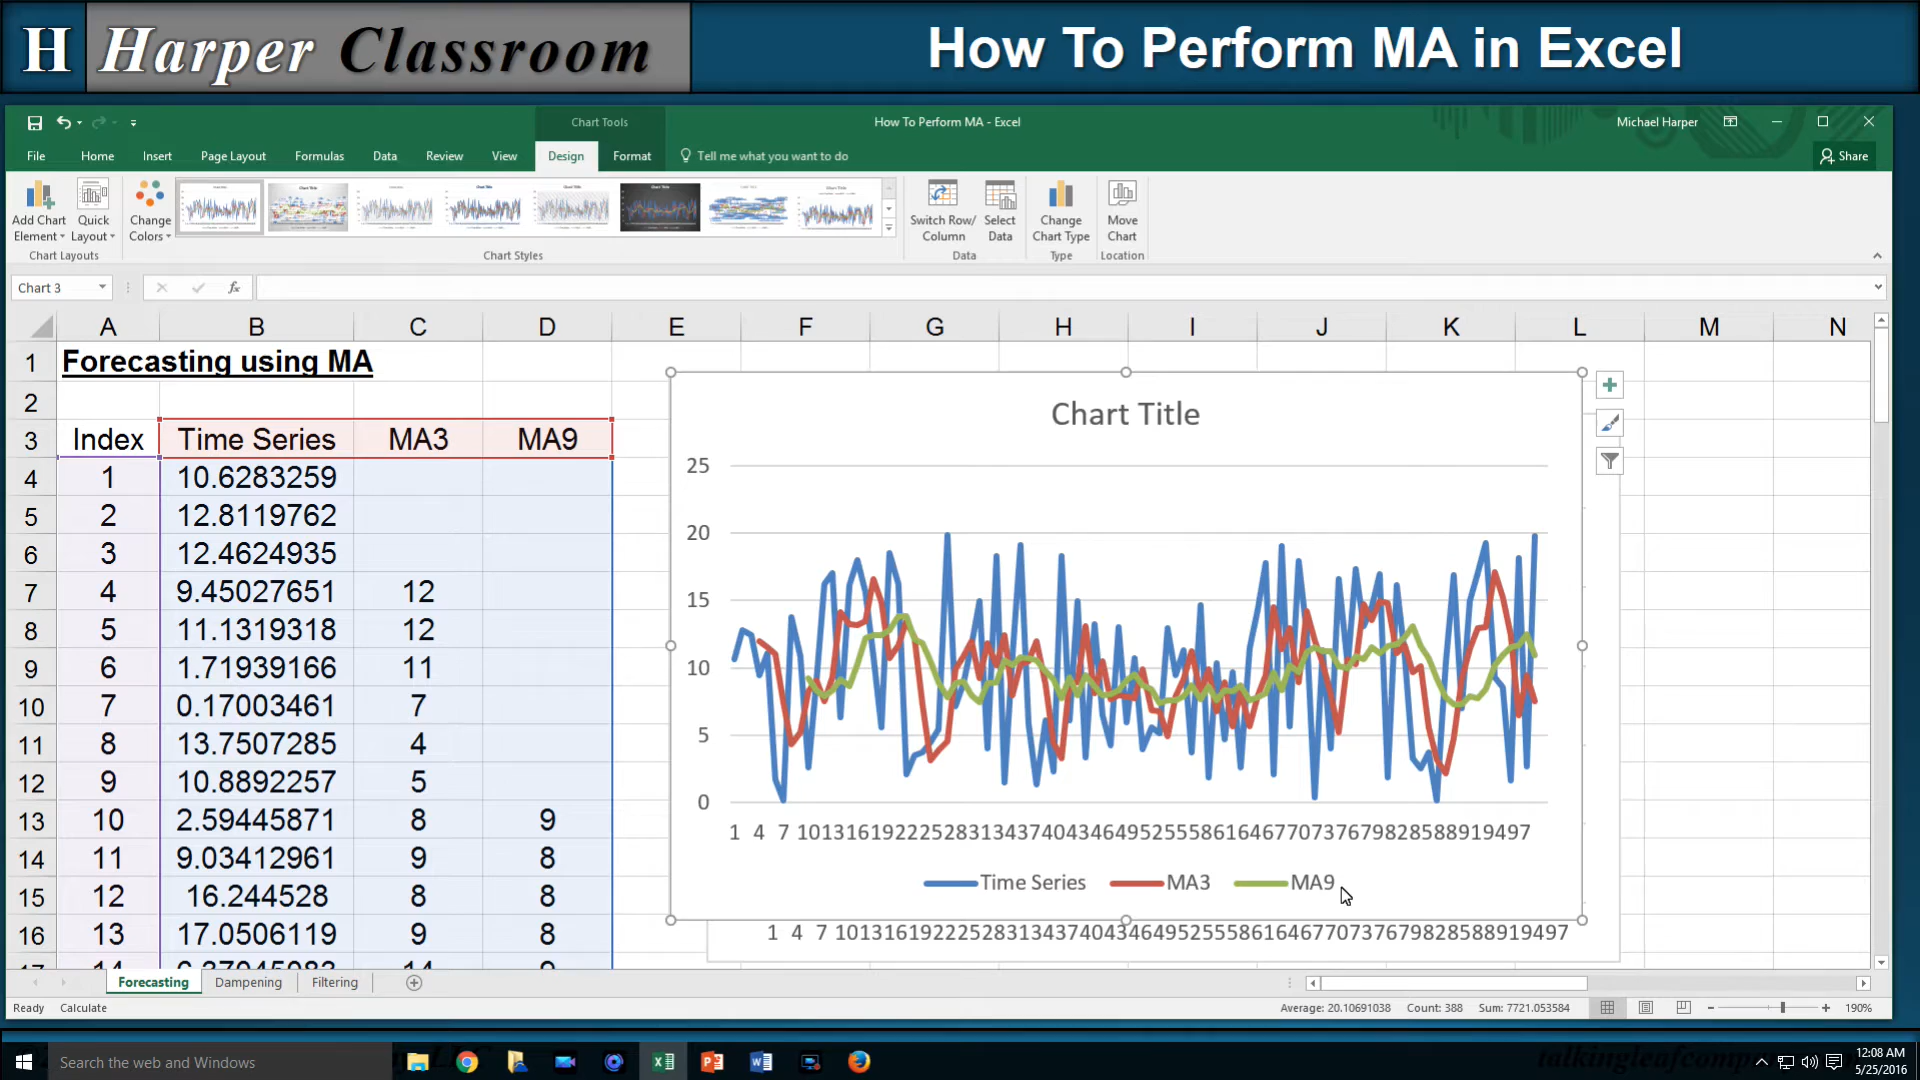 H Harper Classroom
How To Perform MA in Excel
Chart Tools
How To Perform MA - Excel
Michael Harper
File Home Insert Page Layout Formulas Data Review View Design Format Tell me what you want to do
Share
Add Chart Element
Quick Layout
Change Colors
Switch Row/ Column
Select Data
Change Chart Type
Move Chart
Chart Layouts
Chart Styles
Data
Type
Location
Chart 3
fx
A B C D E F G H I J K L M N
1 Forecasting using MA
2
3 Index Time Series MA3 MA9
4 1 10.6283259
5 2 12.8119762
6 3 12.4624935
7 4 9.45027651 12
8 5 11.1319318 12
9 6 1.71939166 11
10 7 0.17003461 7
11 8 13.7507285 4
12 9 10.8892257 5
13 10 2.59445871 8 9
14 11 9.03412961 9 8
15 12 16.244528 8 8
16 13 17.0506119 9 8
Chart Title
25
20
15
10
5
0
1 4 7 10131619222528313437404346495255586164677073767982858891949​7
Time Series MA3 MA9
1 4 7 101316192225283134374043464952555861646770737679828588919497
Forecasting Dampening Filtering
Ready Calculate
Average: 20.10691038 Count: 388 Sum: 7721.053584
190%
Search the web and Windows
12:08 AM
5/25/2016